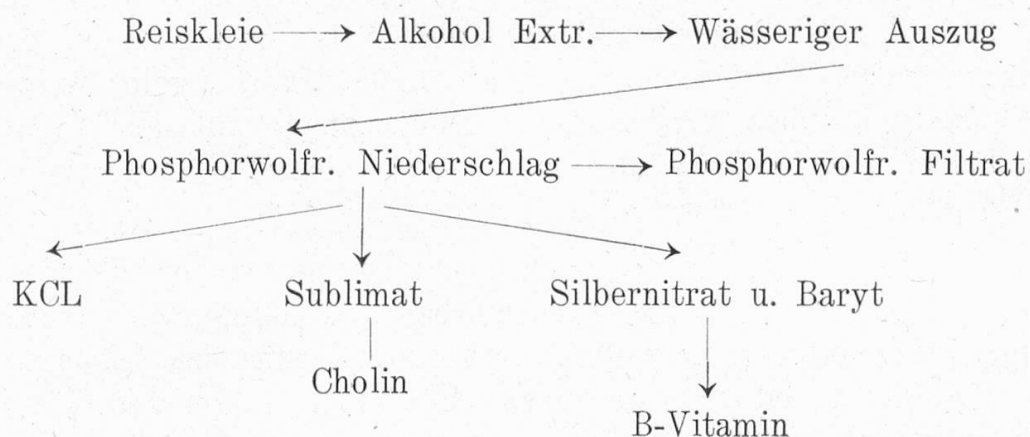 Reiskleie → Alkohol Extr. → Wässeriger Auszug
Phosphorwolfr. Niederschlag → Phosphorwolfr. Filtrat
KCL Sublimat Silbernitrat u. Baryt
Cholin
B-Vitamin